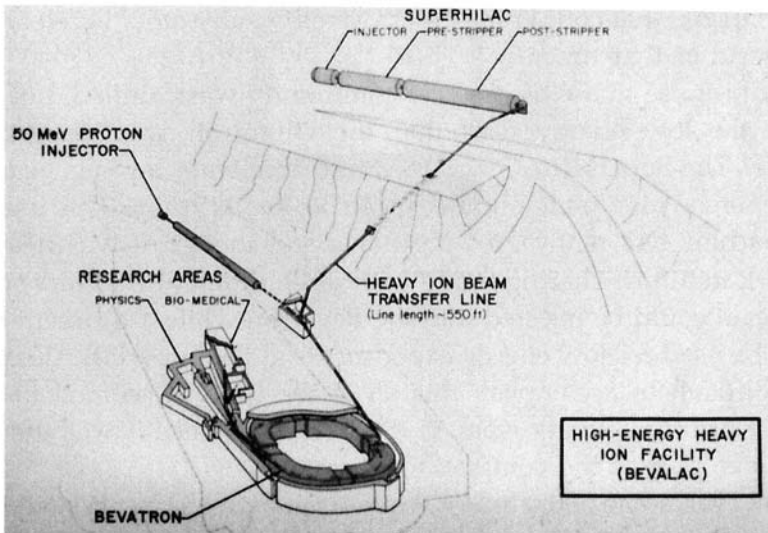 SUPERHILAC
INJECTOR PRE-STRIPPER POST-STRIPPER
50 MeV PROTON
INJECTOR
HEAVY ION BEAM
TRANSFER LINE
(Line length ~550 ft)
RESEARCH AREAS
PHYSICS BIO-MEDICAL
HIGH-ENERGY HEAVY
ION FACILITY
(BEVALAC)
BEVATRON